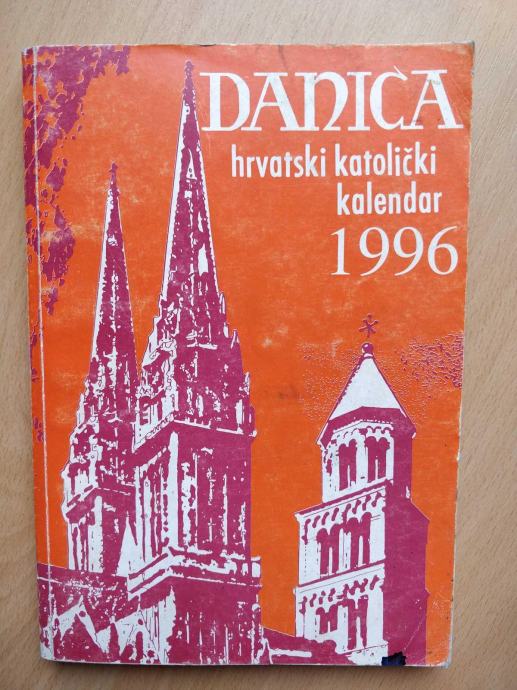 DANICA
hrvatski katolički
kalendar
1996